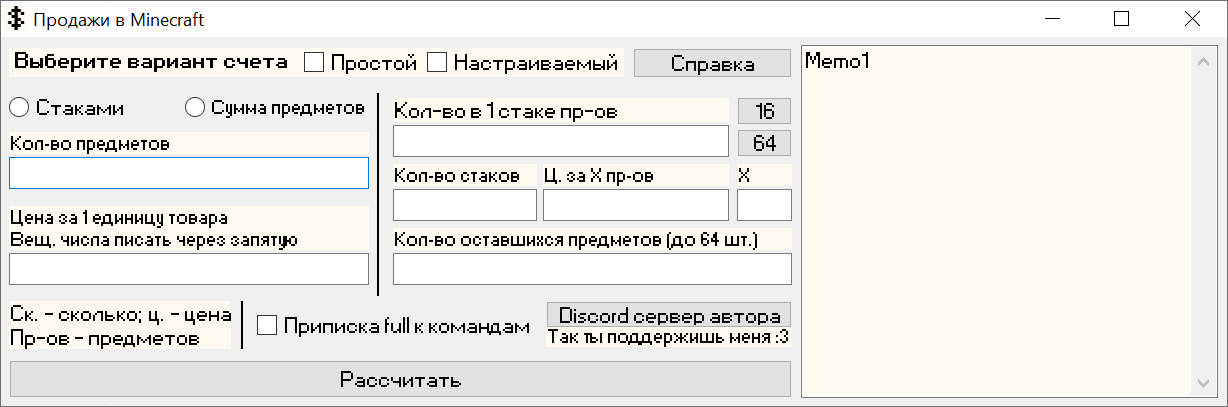 Продажи в Minecraft
Выберите вариант счета
Простой
Настраиваемый
Справка
Memo1
Стаками
Сумма предметов
Кол-во в 1 стаке пр-ов
16
64
Кол-во предметов
Кол-во стаков
Ц. за X пр-ов
X
Цена за 1 единицу товара
Вещ. числа писать через запятую
Кол-во оставшихся предметов (до 64 шт.)
Ск. - сколько; ц. - цена
Пр-ов - предметов
Приписка full к командам
Discord сервер автора
Так ты поддержишь меня :3
Рассчитать